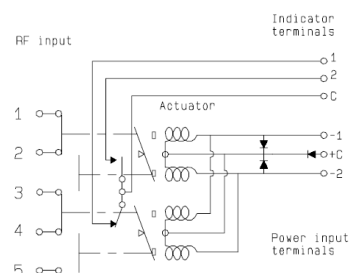 Indicator
terminals
RF input
1
2
C
Actuator
1
2
3
4
5
-1
+C
-2
Power input
terminals